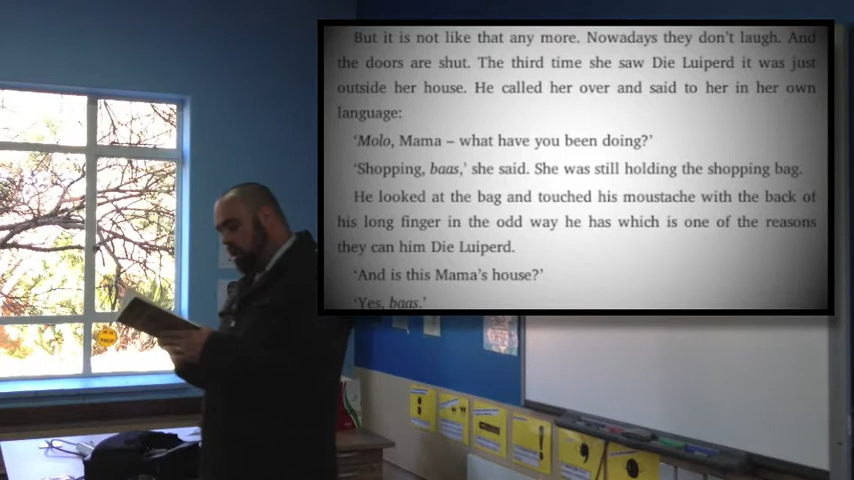 But it is not like that any more. Nowadays they don't laugh. And
the doors are shut. The third time she saw Die Luiperd it was just
outside her house. He called her over and said to her in her own
language:
'Molo, Mama – what have you been doing?'
'Shopping, baas,' she said. She was still holding the shopping bag.
He looked at the bag and touched his moustache with the back of
his long finger in the odd way he has which is one of the reasons
they can him Die Luiperd.
'And is this Mama's house?'
'Yes, baas.'